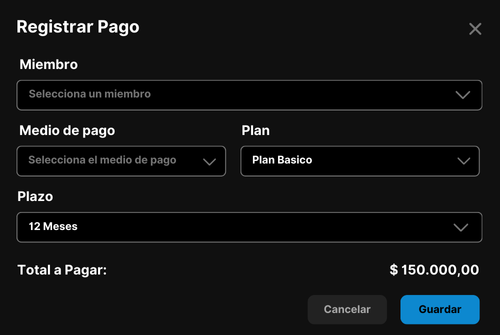 Registrar Pago
Miembro
Selecciona un miembro
Medio de pago
Plan
Selecciona el medio de pago
Plan Basico
Plazo
12 Meses
Total a Pagar:
$ 150.000,00
Cancelar
Guardar